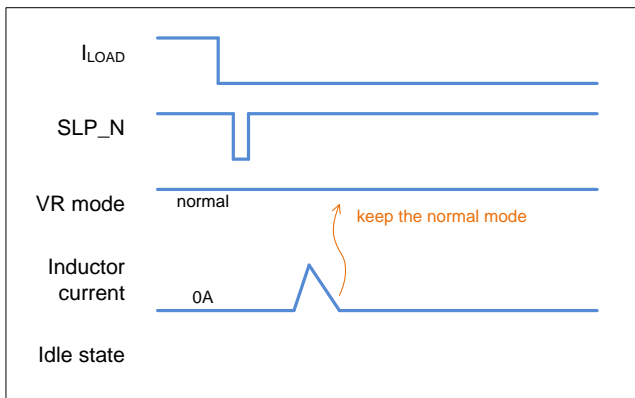 ILOAD
SLP_N
VR mode
normal
keep the normal mode
Inductor
current
0A
Idle state